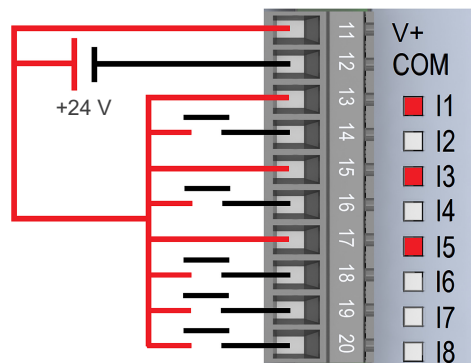 11 V+
12 COM
+24 V
13 I1
14 I2
15 I3
16 I4
17 I5
18 I6
19 I7
20 I8